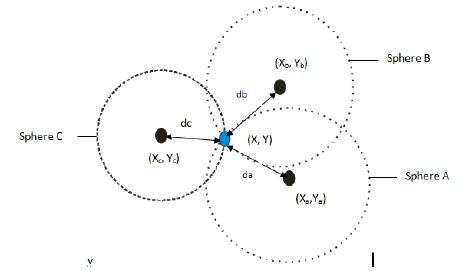 Sphere B
(Xb, Yb)
db
dc
(X, Y)
Sphere C
(Xc, Yc)
da
Sphere A
(Xa,Ya)